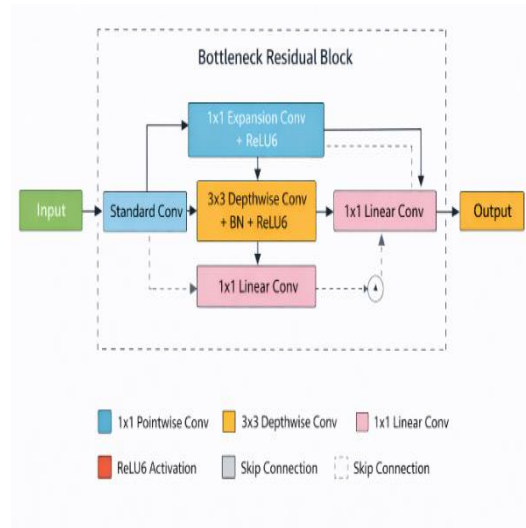 Bottleneck Residual Block
1x1 Expansion Conv
+ ReLU6
Input
Standard Conv
3x3 Depthwise Conv
+ BN + ReLU6
1x1 Linear Conv
Output
1x1 Linear Conv
1x1 Pointwise Conv
3x3 Depthwise Conv
1x1 Linear Conv
ReLU6 Activation
Skip Connection
Skip Connection